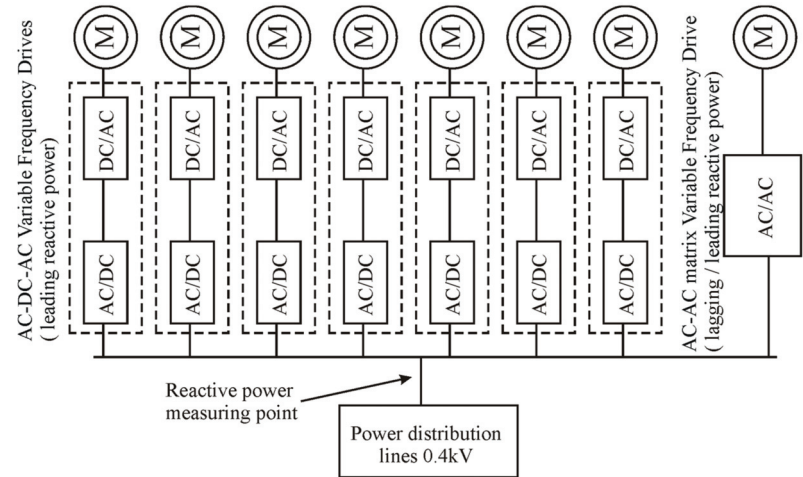 M M M M M M M M
AC-DC-AC Variable Frequency Drives
( leading reactive power)
DC/AC DC/AC DC/AC DC/AC DC/AC DC/AC DC/AC
AC/DC AC/DC AC/DC AC/DC AC/DC AC/DC AC/DC
AC-AC matrix Variable Frequency Drive
( lagging / leading reactive power)
AC/AC
Reactive power
measuring point
Power distribution
lines 0.4kV